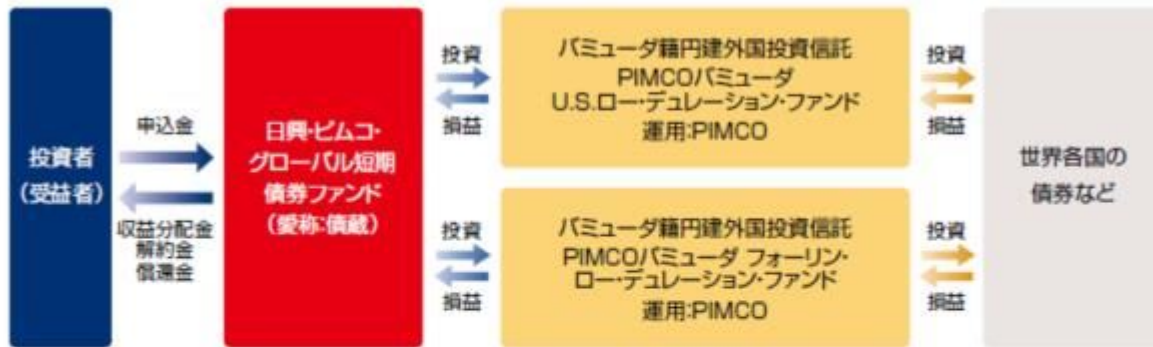 投資者
(受益者)
申込金
収益分配金
解約金
償還金
日興・ピムコ・
グローバル短期
債券ファンド
(愛称:債蔵)
投資
損益
バミューダ籍円建外国投資信託
PIMCOバミューダ
U.S.ロー・デュレーション・ファンド
運用:PIMCO
投資
損益
投資
損益
バミューダ籍円建外国投資信託
PIMCOバミューダ フォーリン・
ロー・デュレーション・ファンド
運用:PIMCO
投資
損益
世界各国の
債券など